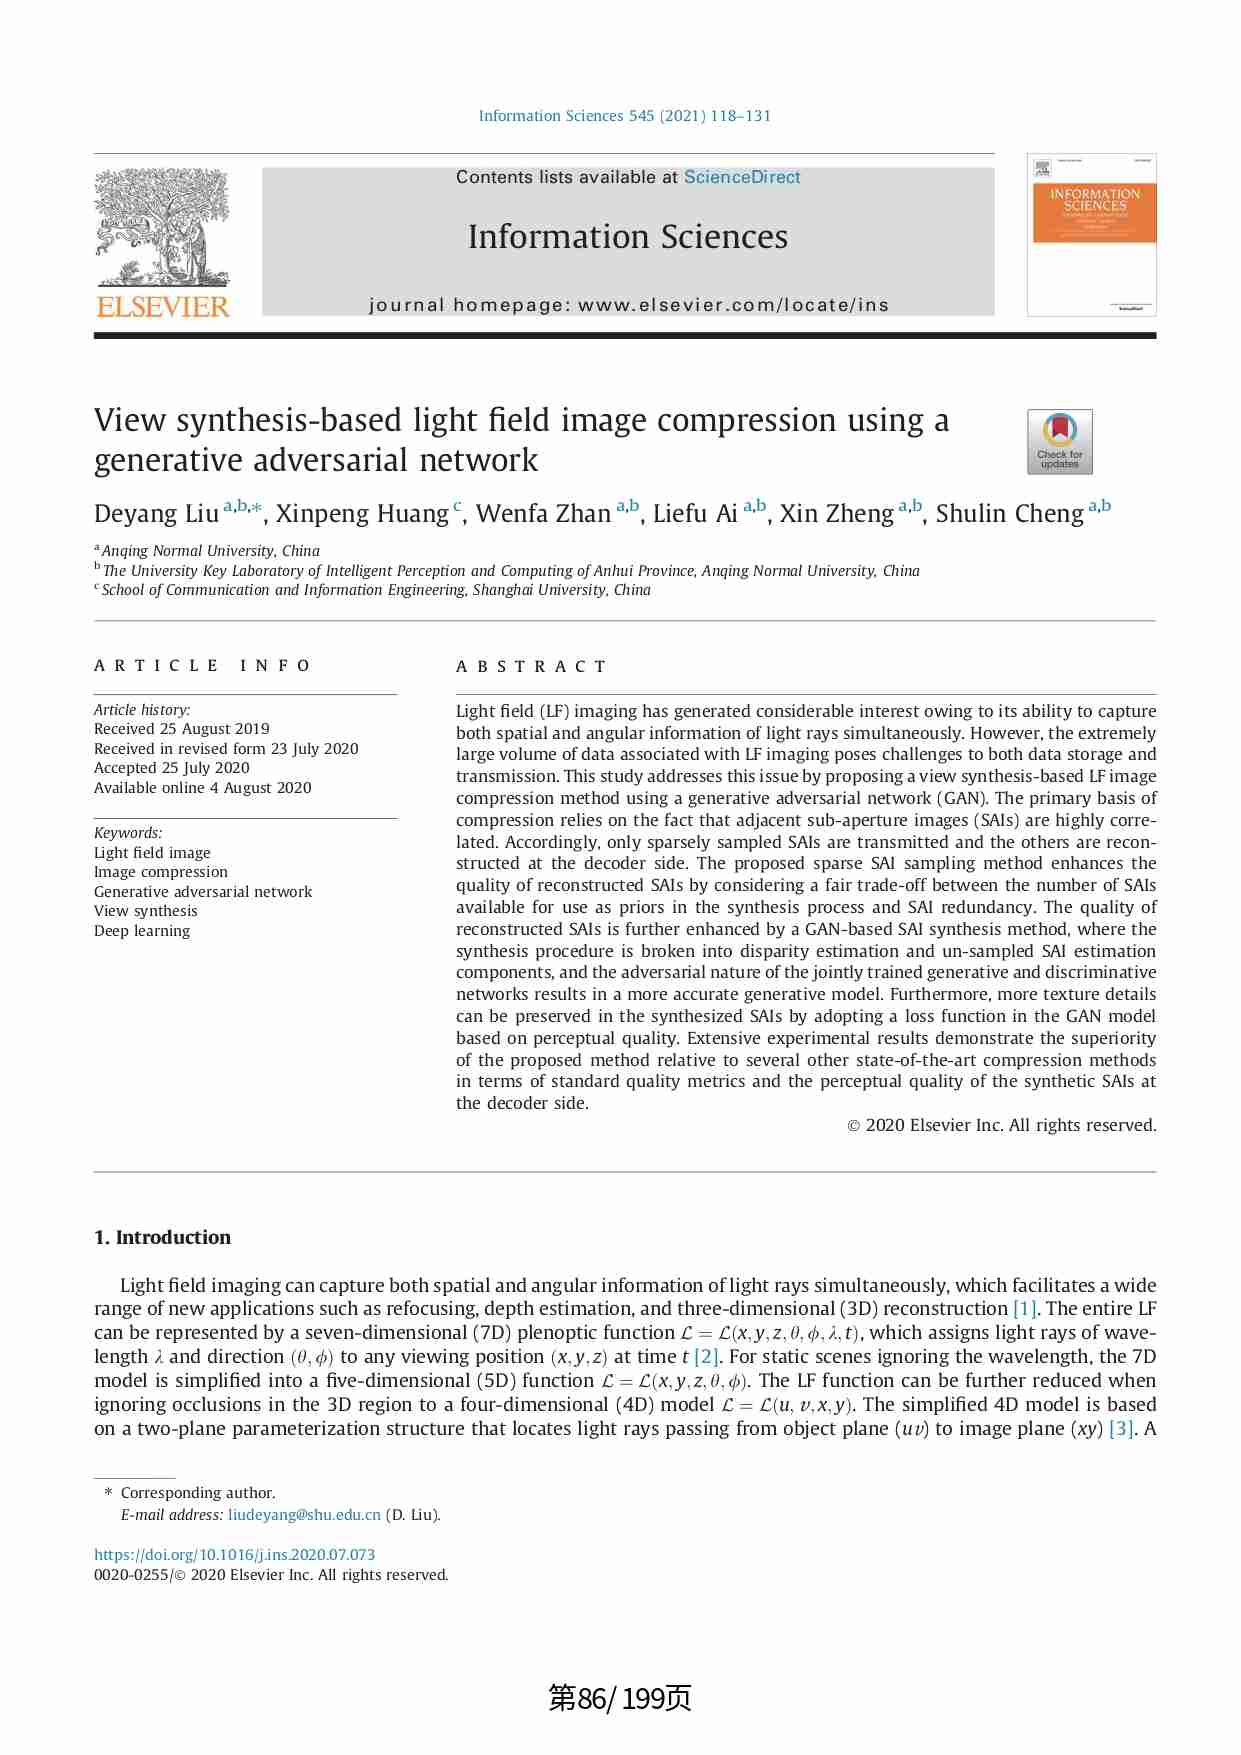 Information Sciences 545 (2021) 118–131
Contents lists available at ScienceDirect
Information Sciences
journal homepage: www.elsevier.com/locate/ins
ELSEVIER
INFORMATION
SCIENCES
View synthesis-based light field image compression using a
generative adversarial network
Check for
updates
Deyang Liu a,b,*, Xinpeng Huang c, Wenfa Zhan a,b, Liefu Ai a,b, Xin Zheng a,b, Shulin Cheng a,b
a Anqing Normal University, China
b The University Key Laboratory of Intelligent Perception and Computing of Anhui Province, Anqing Normal University, China
c School of Communication and Information Engineering, Shanghai University, China
ARTICLE INFO
Article history:
Received 25 August 2019
Received in revised form 23 July 2020
Accepted 25 July 2020
Available online 4 August 2020
Keywords:
Light field image
Image compression
Generative adversarial network
View synthesis
Deep learning
ABSTRACT
Light field (LF) imaging has generated considerable interest owing to its ability to capture
both spatial and angular information of light rays simultaneously. However, the extremely
large volume of data associated with LF imaging poses challenges to both data storage and
transmission. This study addresses this issue by proposing a view synthesis-based LF image
compression method using a generative adversarial network (GAN). The primary basis of
compression relies on the fact that adjacent sub-aperture images (SAIs) are highly corre-
lated. Accordingly, only sparsely sampled SAIs are transmitted and the others are recon-
structed at the decoder side. The proposed sparse SAI sampling method enhances the
quality of reconstructed SAIs by considering a fair trade-off between the number of SAIs
available for use as priors in the synthesis process and SAI redundancy. The quality of
reconstructed SAIs is further enhanced by a GAN-based SAI synthesis method, where the
synthesis procedure is broken into disparity estimation and un-sampled SAI estimation
components, and the adversarial nature of the jointly trained generative and discriminative
networks results in a more accurate generative model. Furthermore, more texture details
can be preserved in the synthesized SAIs by adopting a loss function in the GAN model
based on perceptual quality. Extensive experimental results demonstrate the superiority
of the proposed method relative to several other state-of-the-art compression methods
in terms of standard quality metrics and the perceptual quality of the synthetic SAIs at
the decoder side.
© 2020 Elsevier Inc. All rights reserved.
1. Introduction
Light field imaging can capture both spatial and angular information of light rays simultaneously, which facilitates a wide
range of new applications such as refocusing, depth estimation, and three-dimensional (3D) reconstruction [1]. The entire LF
can be represented by a seven-dimensional (7D) plenoptic function ℒ = ℒ(x, y, z, θ, ϕ, λ, t), which assigns light rays of wave-
length λ and direction (θ, ϕ) to any viewing position (x, y, z) at time t [2]. For static scenes ignoring the wavelength, the 7D
model is simplified into a five-dimensional (5D) function ℒ = ℒ(x, y, z, θ, ϕ). The LF function can be further reduced when
ignoring occlusions in the 3D region to a four-dimensional (4D) model ℒ = ℒ(u, v, x, y). The simplified 4D model is based
on a two-plane parameterization structure that locates light rays passing from object plane (uv) to image plane (xy) [3]. A
* Corresponding author.
E-mail address: liudeyang@shu.edu.cn (D. Liu).
https://doi.org/10.1016/j.ins.2020.07.073
0020-0255/© 2020 Elsevier Inc. All rights reserved.
第86/ 199页